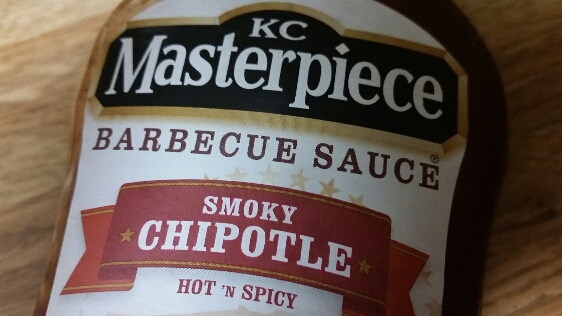 KC
Masterpiece
BARBECUE SAUCE®
SMOKY
CHIPOTLE
HOT 'N SPICY